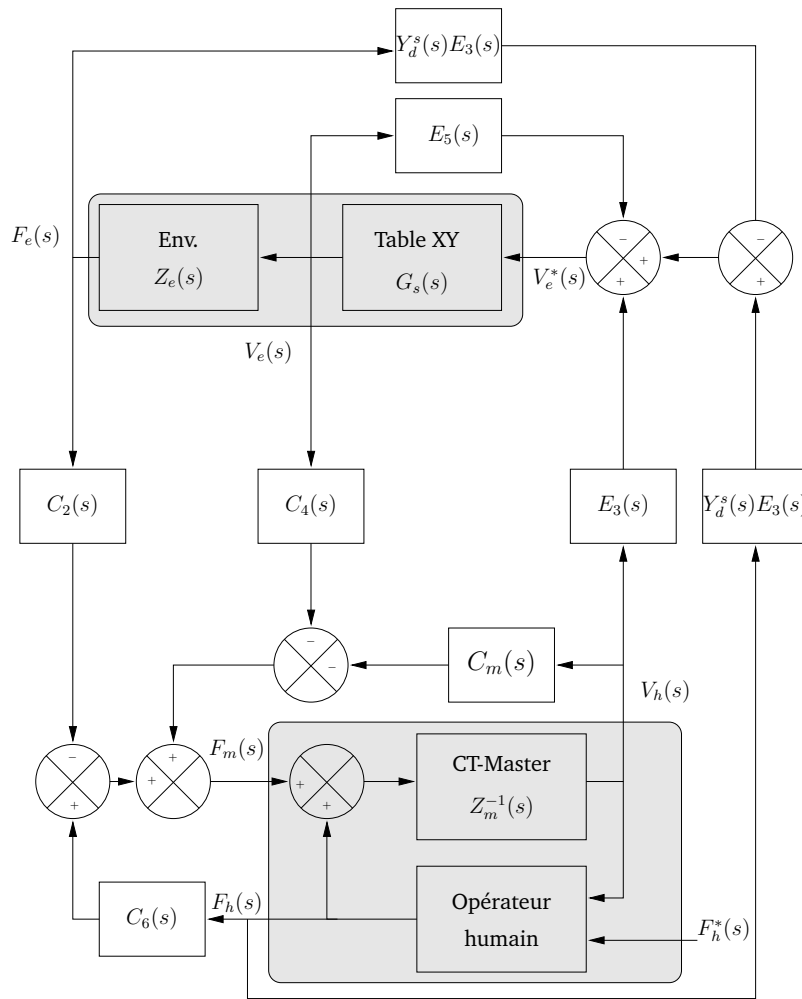 Y_d^s(s)E_3(s)
E_5(s)
F_e(s)
Env.
Z_e(s)
Table XY
G_s(s)
V_e^*(s)
−
+
+
−
+
V_e(s)
C_2(s)
C_4(s)
E_3(s)
Y_d^s(s)E_3(s)
−
−
C_m(s)
V_h(s)
−
+
+
+
F_m(s)
+
+
CT-Master
Z_m^{-1}(s)
C_6(s)
F_h(s)
Opérateur
humain
F_h^*(s)